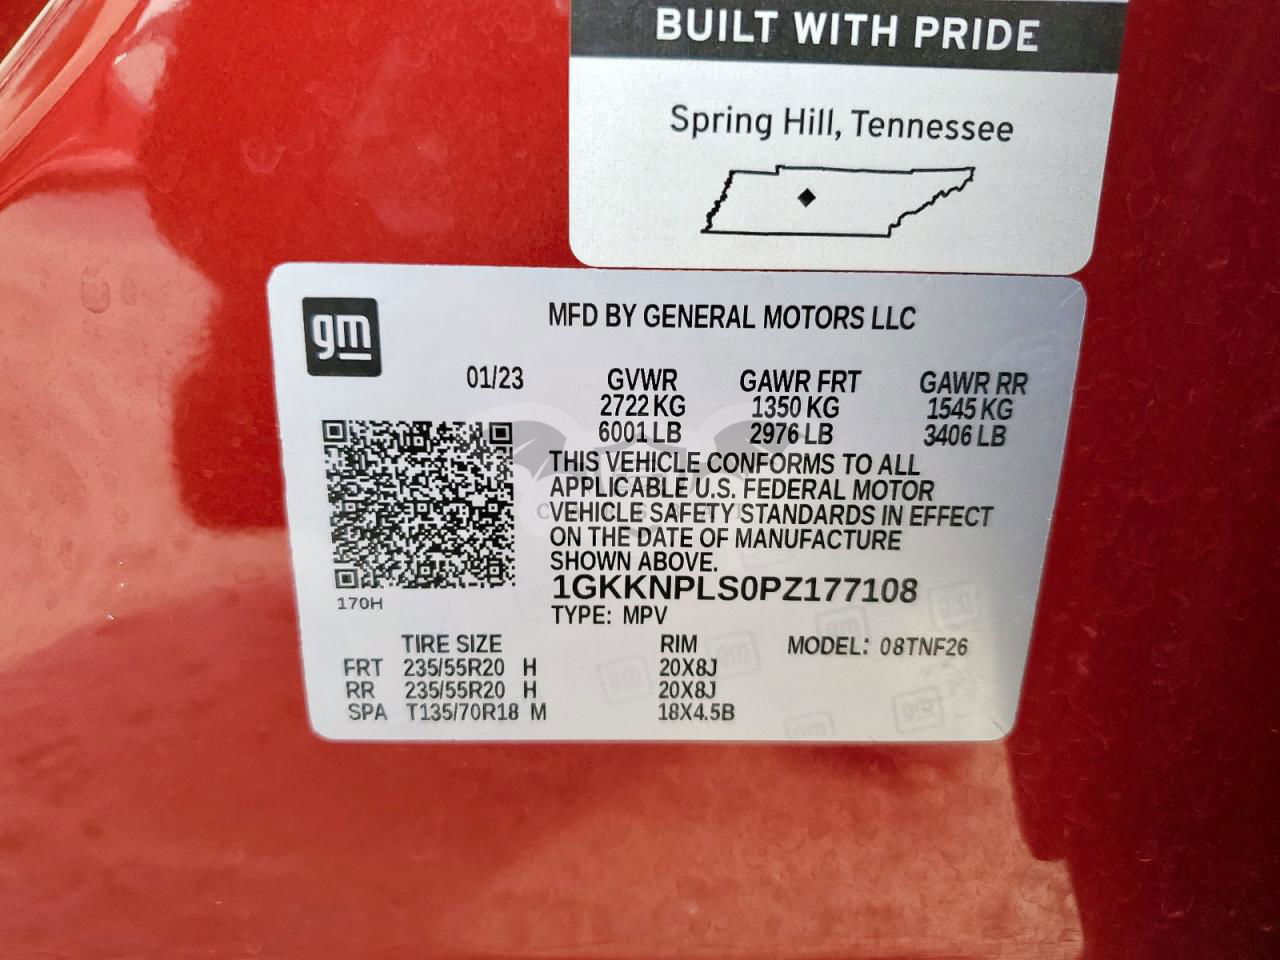 BUILT WITH PRIDE
Spring Hill, Tennessee
gm
MFD BY GENERAL MOTORS LLC
01/23 GVWR GAWR FRT GAWR RR
2722 KG 1350 KG 1545 KG
6001 LB 2976 LB 3406 LB
THIS VEHICLE CONFORMS TO ALL
APPLICABLE U.S. FEDERAL MOTOR
VEHICLE SAFETY STANDARDS IN EFFECT
ON THE DATE OF MANUFACTURE
SHOWN ABOVE.
1GKKNPLS0PZ177108
170H
TYPE: MPV
TIRE SIZE RIM MODEL: 08TNF26
FRT 235/55R20 H 20X8J
RR 235/55R20 H 20X8J
SPA T135/70R18 M 18X4.5B